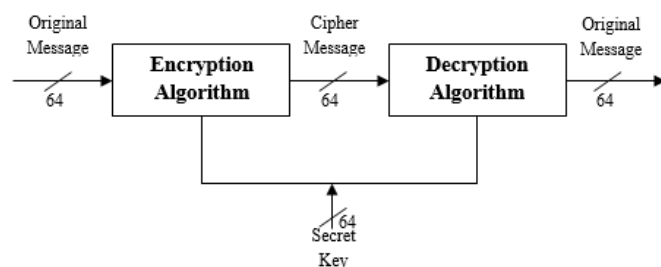 Original
Message
Cipher
Message
Original
Message
Encryption
Algorithm
Decryption
Algorithm
64
64
64
64
Secret
Key